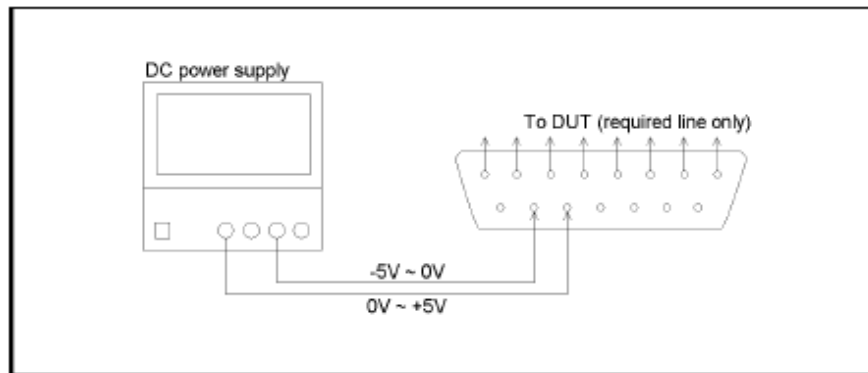 DC power supply
To DUT (required line only)
-5V ~ 0V
0V ~ +5V